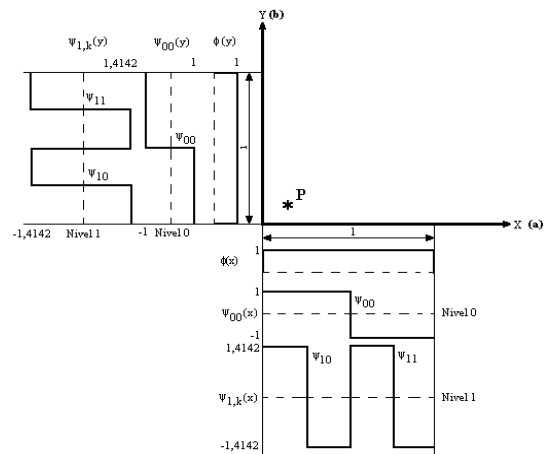 Y (b)
Ψ1,k(y) Ψ00(y) ϕ(y)
1,4142 1 1
Ψ11
Ψ00
1
Ψ10
P
-1,4142 Nivel 1 -1 Nivel 0
X (a)
1
1
ϕ(x)
1
Ψ00
Ψ00(x) Nivel 0
-1
1,4142
Ψ10 Ψ11
Ψ1,k(x) Nivel 1
-1,4142